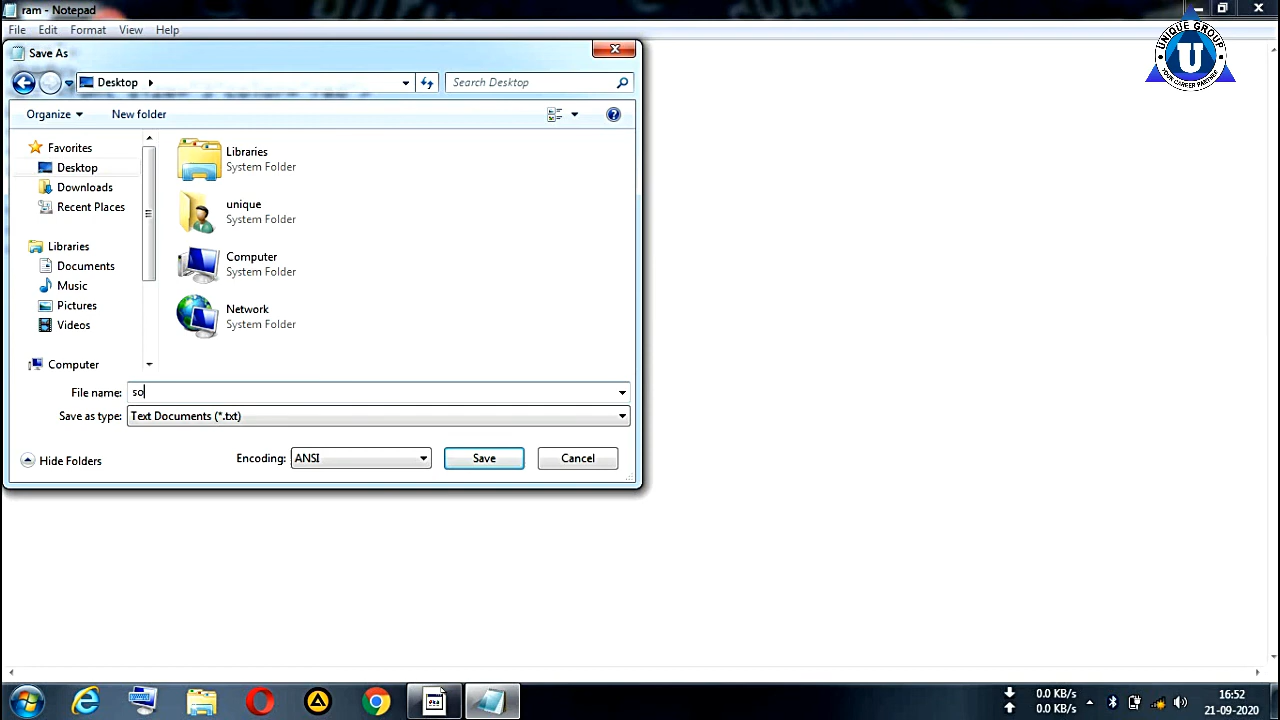 ram - Notepad
File Edit Format View Help
UNIQUE GROUP
U
Save As
Desktop
Search Desktop
Organize
New folder
Favorites
Desktop
Downloads
Recent Places
Libraries
Documents
Music
Pictures
Videos
Computer
Libraries
System Folder
unique
System Folder
Computer
System Folder
Network
System Folder
File name: so
Save as type: Text Documents (*.txt)
Hide Folders
Encoding: ANSI
Save
Cancel
0.0 KB/s
0.0 KB/s
16:52
21-09-2020